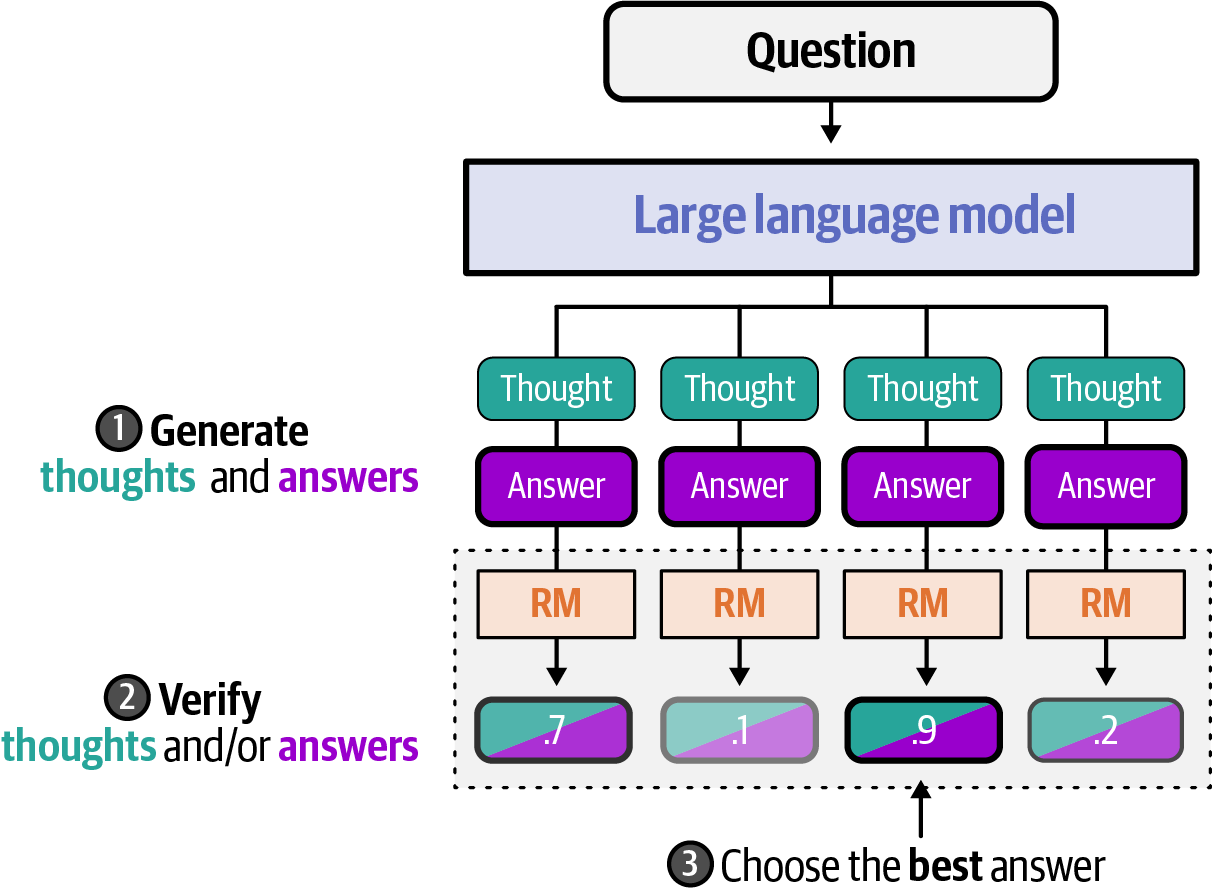 Question
Large language model
Thought Thought Thought Thought
1 Generate
thoughts and answers
Answer Answer Answer Answer
RM RM RM RM
2 Verify
thoughts and/or answers
.7 .1 .9 .2
3 Choose the best answer